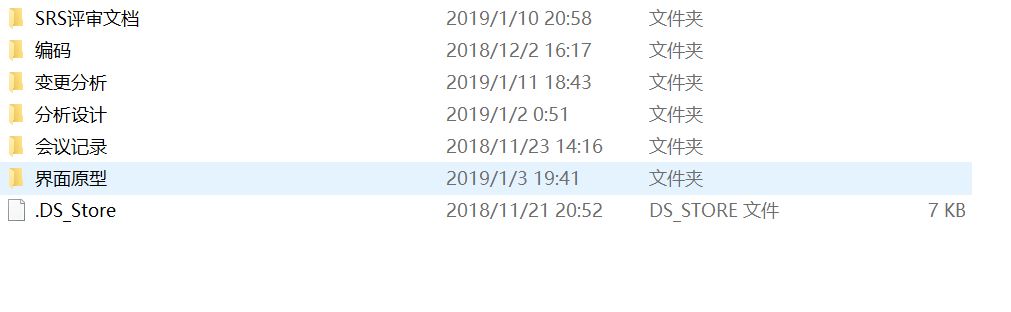 SRS评审文档 2019/1/10 20:58 文件夹
编码 2018/12/2 16:17 文件夹
变更分析 2019/1/11 18:43 文件夹
分析设计 2019/1/2 0:51 文件夹
会议记录 2018/11/23 14:16 文件夹
界面原型 2019/1/3 19:41 文件夹
.DS_Store 2018/11/21 20:52 DS_STORE 文件 7 KB